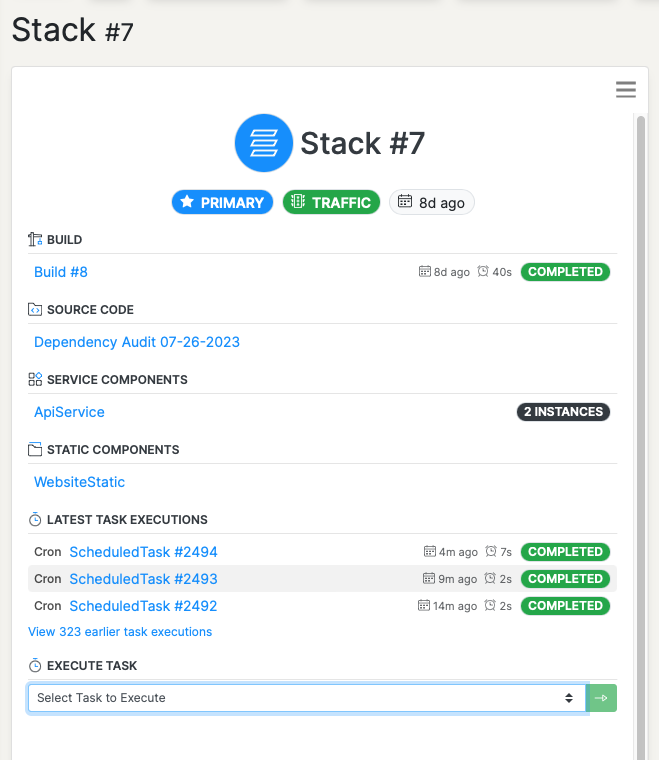 Stack #7
Stack #7
PRIMARY TRAFFIC 8d ago
BUILD
Build #8 8d ago 40s COMPLETED
SOURCE CODE
Dependency Audit 07-26-2023
SERVICE COMPONENTS
ApiService 2 INSTANCES
STATIC COMPONENTS
WebsiteStatic
LATEST TASK EXECUTIONS
Cron ScheduledTask #2494 4m ago 7s COMPLETED
Cron ScheduledTask #2493 9m ago 2s COMPLETED
Cron ScheduledTask #2492 14m ago 2s COMPLETED
View 323 earlier task executions
EXECUTE TASK
Select Task to Execute